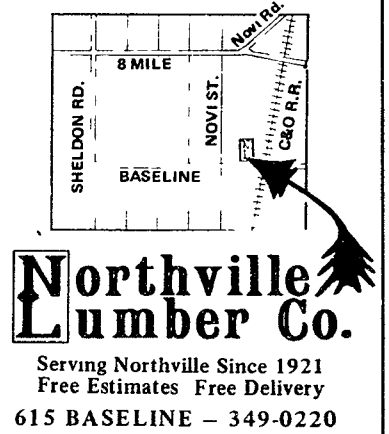 Novi Rd.
8 MILE
SHELDON RD.
NOVI ST.
C&O R.R.
BASELINE
Northville
Lumber Co.
Serving Northville Since 1921
Free Estimates Free Delivery
615 BASELINE – 349-0220